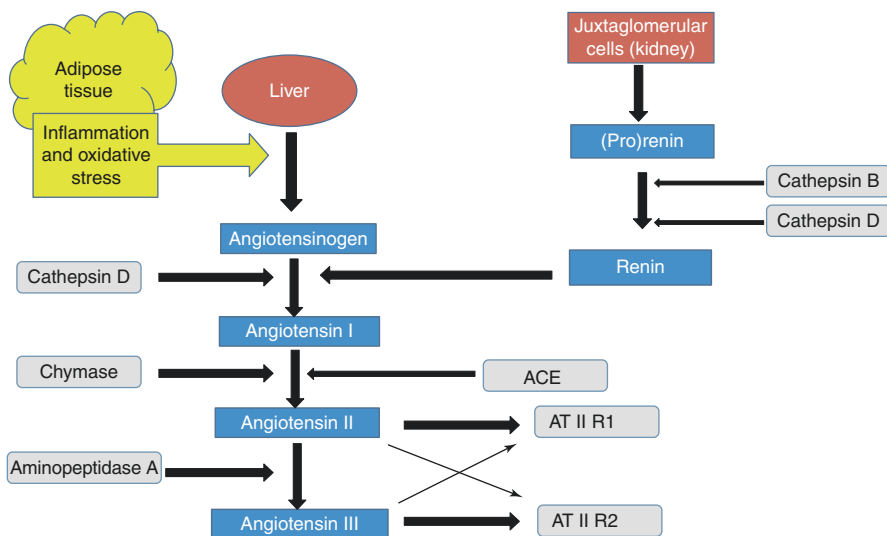 Adipose
tissue
Inflammation
and oxidative
stress
Liver
Juxtaglomerular
cells (kidney)
(Pro)renin
Cathepsin B
Cathepsin D
Renin
Angiotensinogen
Cathepsin D
Angiotensin I
Chymase
ACE
Angiotensin II
AT II R1
Aminopeptidase A
Angiotensin III
AT II R2